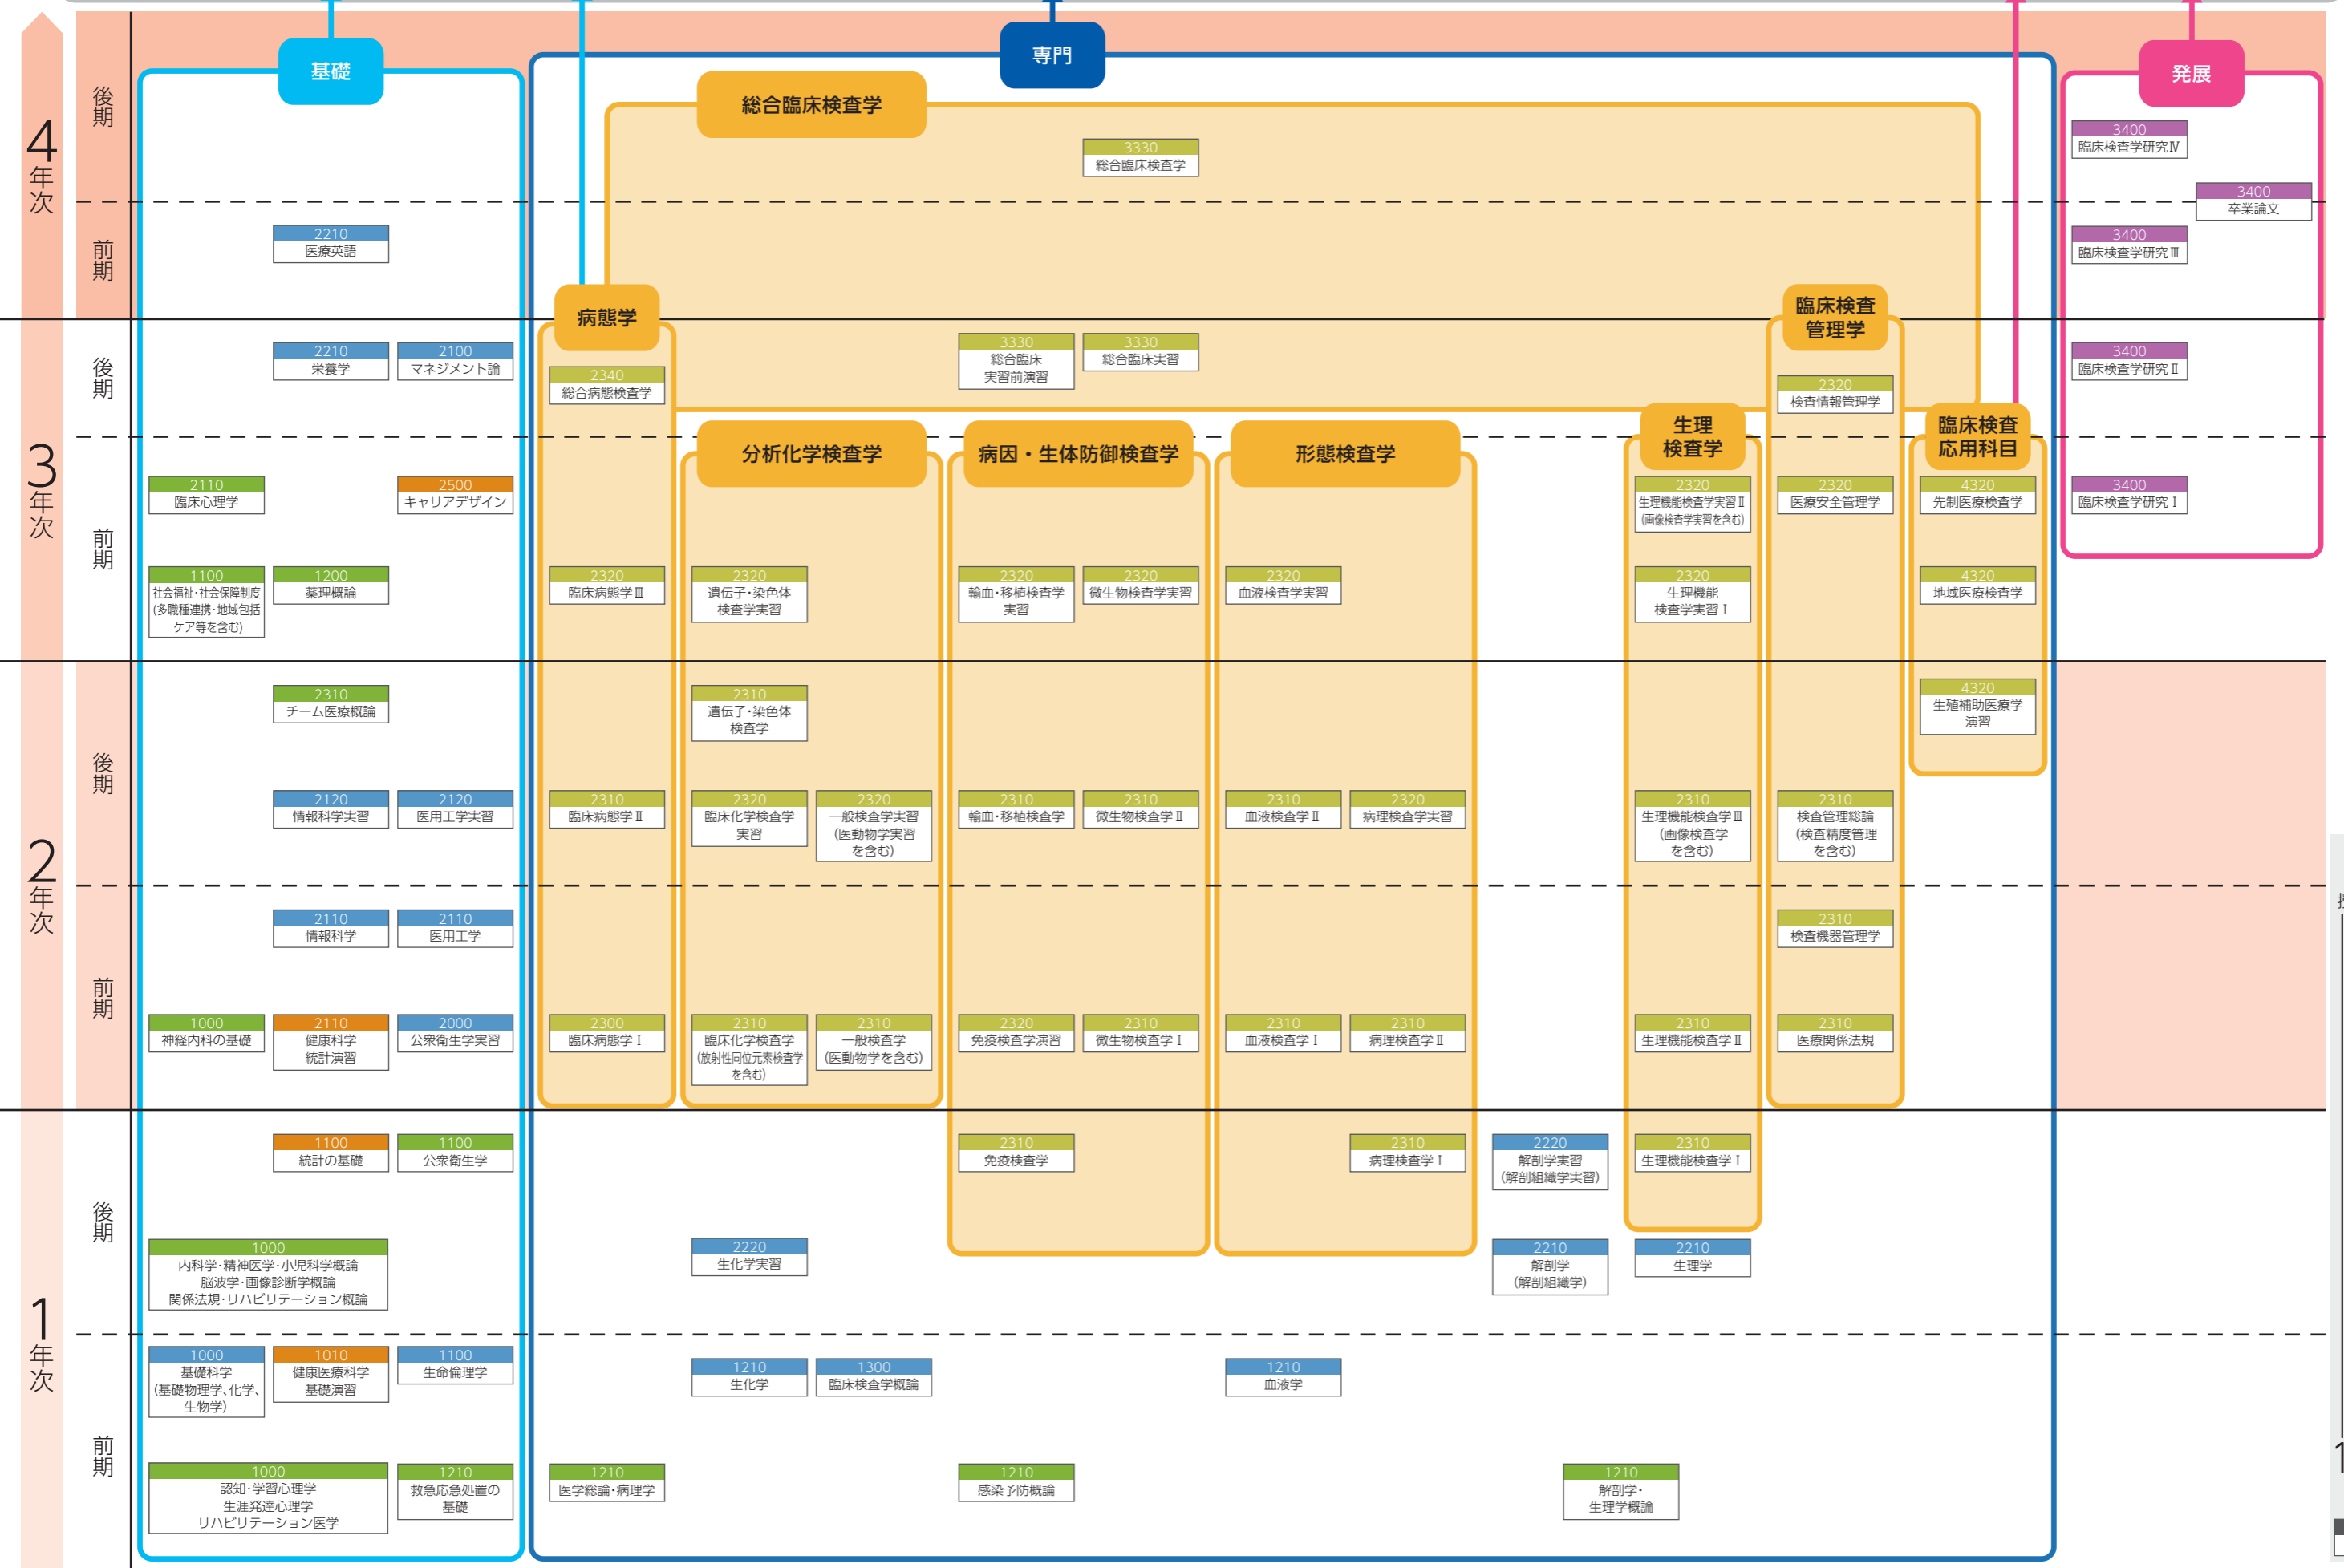 基礎
専門
発展
総合臨床検査学
4
年
次
後期
3330
総合臨床検査学
3400
臨床検査学研究Ⅳ
3400
卒業論文
前期
2210
医療英語
3400
臨床検査学研究Ⅲ
病態学
臨床検査
管理学
3
年
次
後期
2210
栄養学
2100
マネジメント論
2340
総合病態検査学
3330
総合臨床
実習前演習
3330
総合臨床実習
2320
検査情報管理学
3400
臨床検査学研究Ⅱ
分析化学検査学
病因・生体防御検査学
形態検査学
生理
検査学
臨床検査
応用科目
前期
2110
臨床心理学
2500
キャリアデザイン
2320
生理機能検査学実習Ⅱ
(画像検査学実習を含む)
2320
医療安全管理学
4320
先制医療検査学
3400
臨床検査学研究Ⅰ
1100
社会福祉・社会保障制度
(多職種連携・地域包括
ケア等を含む)
1200
薬理概論
2320
臨床病態学Ⅲ
2320
遺伝子・染色体
検査学実習
2320
輸血・移植検査学
実習
2320
微生物検査学実習
2320
血液検査学実習
2320
生理機能
検査学実習Ⅰ
4320
地域医療検査学
2
年
次
後期
2310
チーム医療概論
2310
遺伝子・染色体
検査学
4320
生殖補助医療学
演習
2120
情報科学実習
2120
医用工学実習
2310
臨床病態学Ⅱ
2320
臨床化学検査学
実習
2320
一般検査学実習
(医動物学実習
を含む)
2310
輸血・移植検査学
2310
微生物検査学Ⅱ
2310
血液検査学Ⅱ
2320
病理検査学実習
2310
生理機能検査学Ⅲ
(画像検査学
を含む)
2310
検査管理総論
(検査精度管理
を含む)
前期
2110
情報科学
2110
医用工学
2310
検査機器管理学
1000
神経内科の基礎
2110
健康科学
統計演習
2000
公衆衛生学実習
2300
臨床病態学Ⅰ
2310
臨床化学検査学
(放射性同位元素検査学
を含む)
2310
一般検査学
(医動物学を含む)
2320
免疫検査学演習
2310
微生物検査学Ⅰ
2310
血液検査学Ⅰ
2310
病理検査学Ⅱ
2310
生理機能検査学Ⅱ
2310
医療関係法規
1
年
次
後期
1100
統計の基礎
1100
公衆衛生学
2310
免疫検査学
2310
病理検査学Ⅰ
2220
解剖学実習
(解剖組織学実習)
2310
生理機能検査学Ⅰ
1000
内科学・精神医学・小児科学概論
脳波学・画像診断学概論
関係法規・リハビリテーション概論
2220
生化学実習
2210
解剖学
(解剖組織学)
2210
生理学
前期
1000
基礎科学
(基礎物理学、化学、
生物学)
1010
健康医療科学
基礎演習
1100
生命倫理学
1210
生化学
1300
臨床検査学概論
1210
血液学
1000
認知・学習心理学
生涯発達心理学
リハビリテーション医学
1210
救急応急処置の
基礎
1210
医学総論・病理学
1210
感染予防概論
1210
解剖学・
生理学概論